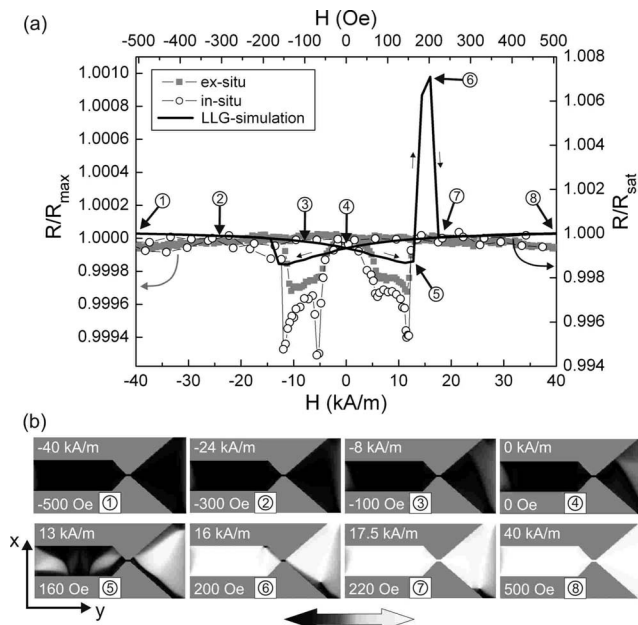 (a)
H (Oe)
-500 -400 -300 -200 -100 0 100 200 300 400 500
1.0010
1.0008
1.0006
1.0004
1.0002
1.0000
0.9998
0.9996
0.9994
R/Rmax
ex-situ
in-situ
LLG-simulation
① ② ③ ④ ⑤ ⑥ ⑦ ⑧
1.008
1.006
1.004
1.002
1.000
0.998
0.996
0.994
R/Rsat
-40 -30 -20 -10 0 10 20 30 40
H (kA/m)
(b)
-40 kA/m -24 kA/m -8 kA/m 0 kA/m
-500 Oe ① -300 Oe ② -100 Oe ③ 0 Oe ④
13 kA/m 16 kA/m 17.5 kA/m 40 kA/m
160 Oe ⑤ 200 Oe ⑥ 220 Oe ⑦ 500 Oe ⑧
x
y